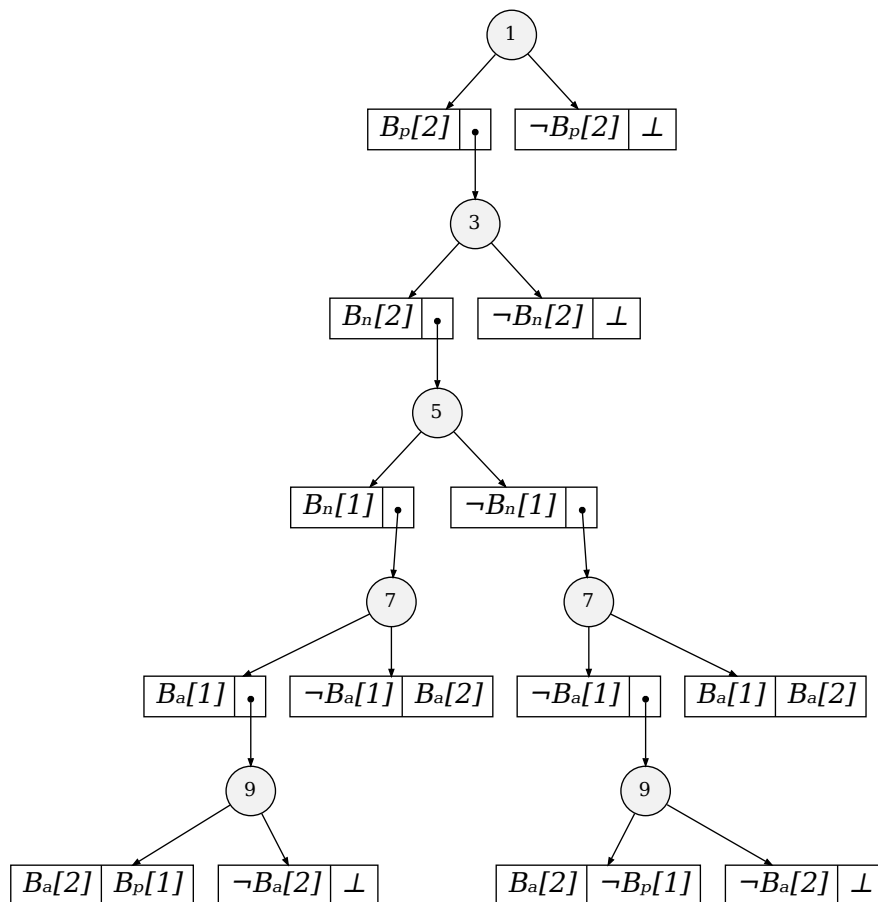 1
Bₚ[2] ¬Bₚ[2] ⊥
3
Bₙ[2] ¬Bₙ[2] ⊥
5
Bₙ[1] ¬Bₙ[1]
7 7
Bₐ[1] ¬Bₐ[1] Bₐ[2] ¬Bₐ[1] Bₐ[1] Bₐ[2]
9 9
Bₐ[2] Bₚ[1] ¬Bₐ[2] ⊥ Bₐ[2] ¬Bₚ[1] ¬Bₐ[2] ⊥